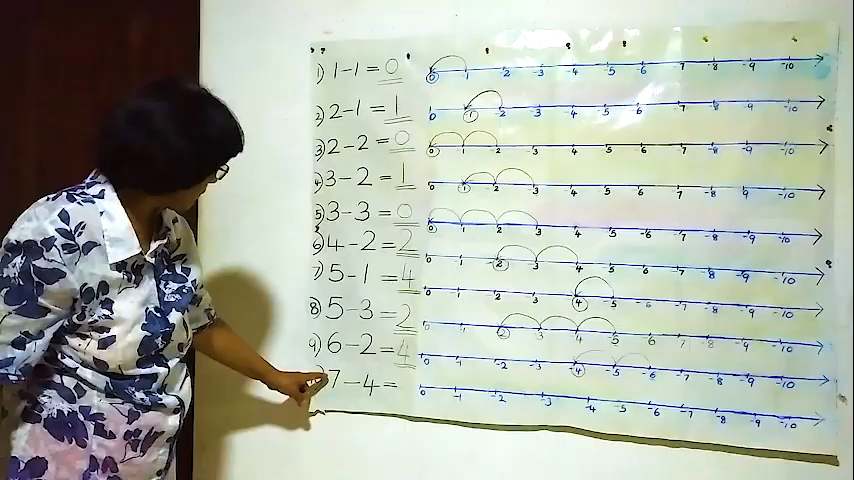 1) 1-1=0 0 1 2 3 4 5 6 7 8 9 10
2) 2-1=1 0 1 2 3 4 5 6 7 8 9 10
3) 2-2=0 0 1 2 3 4 5 6 7 8 9 10
4) 3-2=1 0 1 2 3 4 5 6 7 8 9 10
5) 3-3=0 0 1 2 3 4 5 6 7 8 9 10
6) 4-2=2 0 1 2 3 4 5 6 7 8 9 10
7) 5-1=4 0 1 2 3 4 5 6 7 8 9 10
8) 5-3=2 0 1 2 3 4 5 6 7 8 9 10
9) 6-2=4 0 1 2 3 4 5 6 7 8 9 10
7-4= 0 1 2 3 4 5 6 7 8 9 10